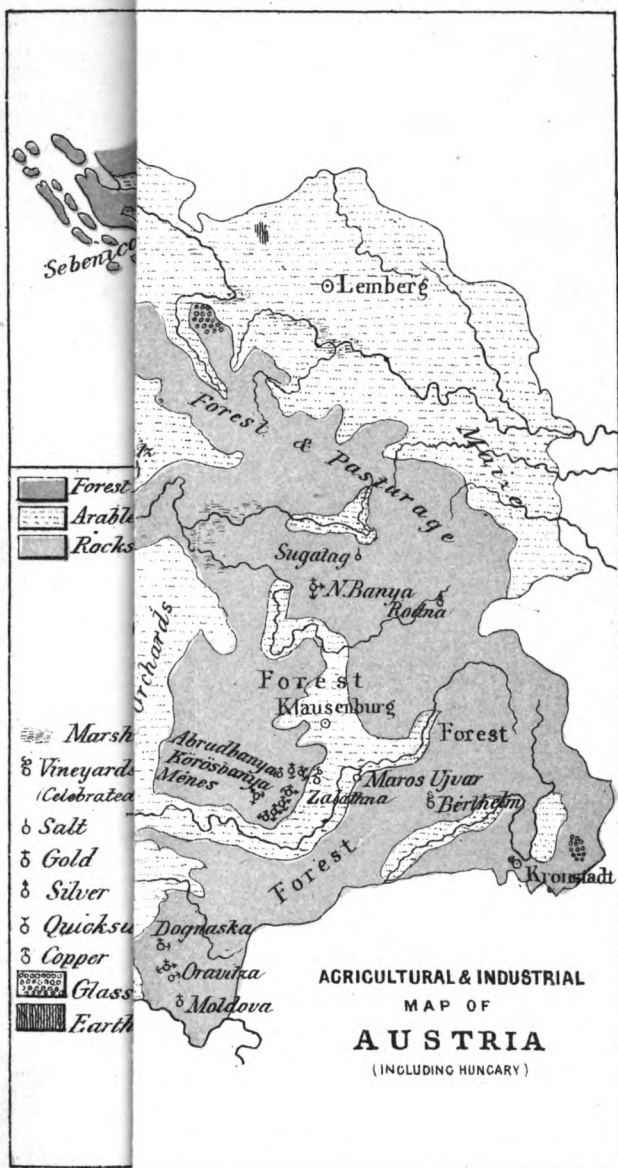 Sebenico
Lemberg
Forest & Pasturage
Maize
Forest
Arable
Rocks
Sugatag
N. Banya
Rodna
Orchards
Forest
Klausenburg
Forest
Abrudbanya
Körösbanya
Ménes
Zalathna
Maros Ujvar
Berthelm
Marsh
Vineyards
(Celebrated
Salt
Gold
Silver
Quicksil
Copper
Glass
Earth
Forest
Kronstadt
Dognaska
Oravitza
Moldova
AGRICULTURAL & INDUSTRIAL
MAP OF
AUSTRIA
(INCLUDING HUNGARY)